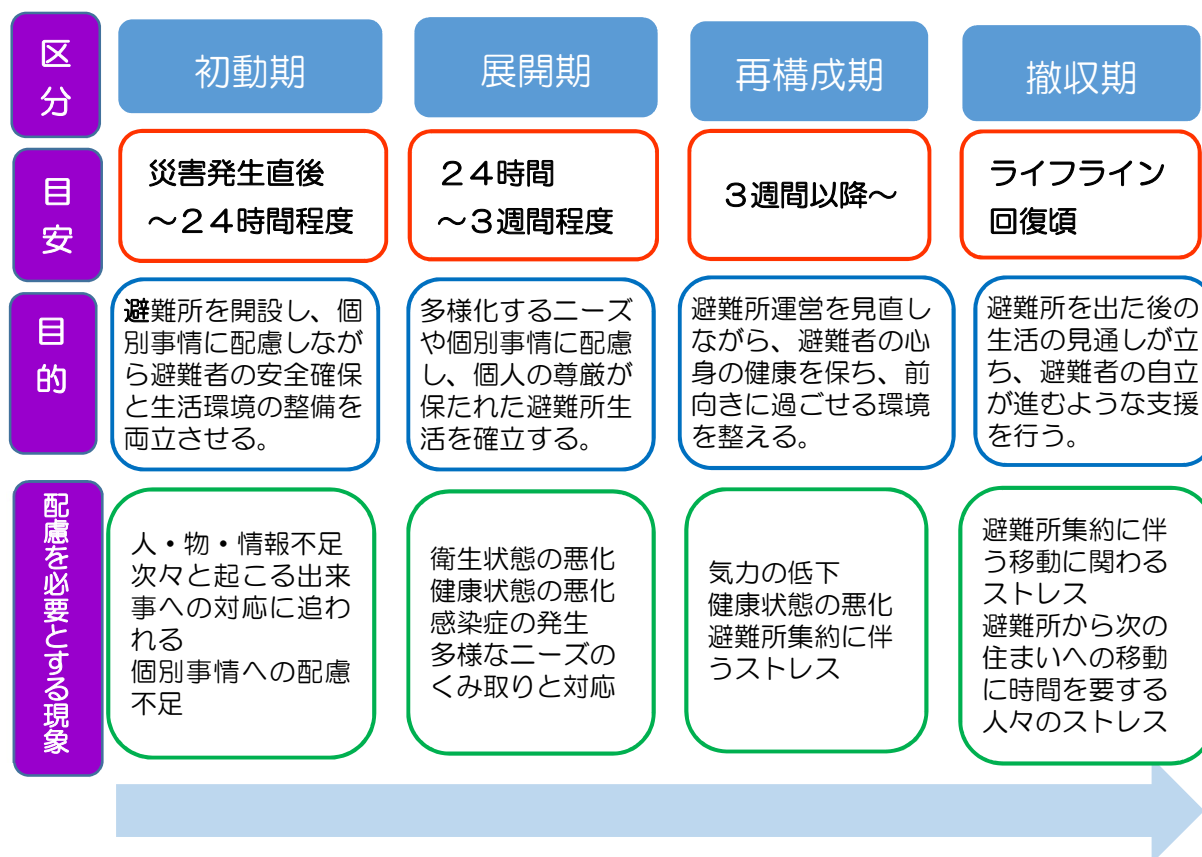 区
分
初動期
展開期
再構成期
撤収期
目
安
災害発生直後
～２４時間程度
２４時間
～３週間程度
３週間以降～
ライフライン
回復頃
目
的
避難所を開設し、個
別事情に配慮しなが
ら避難者の安全確保
と生活環境の整備を
両立させる。
多様化するニーズ
や個別事情に配慮
し、個人の尊厳が
保たれた避難所生
活を確立する。
避難所運営を見直し
ながら、避難者の心
身の健康を保ち、前
向きに過ごせる環境
を整える。
避難所を出た後の
生活の見通しが立
ち、避難者の自立
が進むような支援
を行う。
配慮を必要とする現象
人・物・情報不足
次々と起こる出来
事への対応に追わ
れる
個別事情への配慮
不足
衛生状態の悪化
健康状態の悪化
感染症の発生
多様なニーズの
くみ取りと対応
気力の低下
健康状態の悪化
避難所集約に伴
うストレス
避難所集約に伴
う移動に関わる
ストレス
避難所から次の
住まいへの移動
に時間を要する
人々のストレス